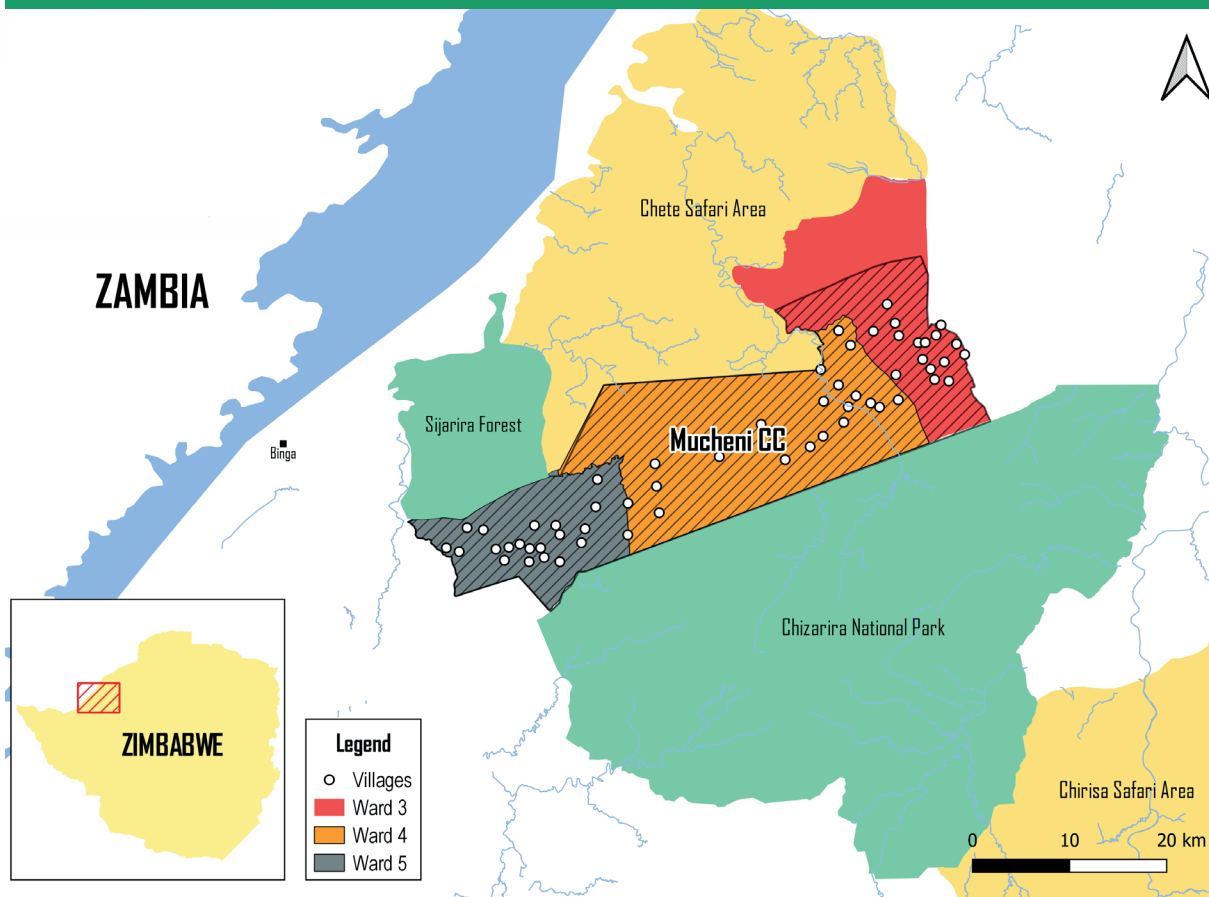 Chete Safari Area
ZAMBIA
Sijarira Forest
Binga
Mucheni CC
Chizarira National Park
ZIMBABWE
Legend
Villages
Ward 3
Ward 4
Ward 5
Chirisa Safari Area
0 10 20 km